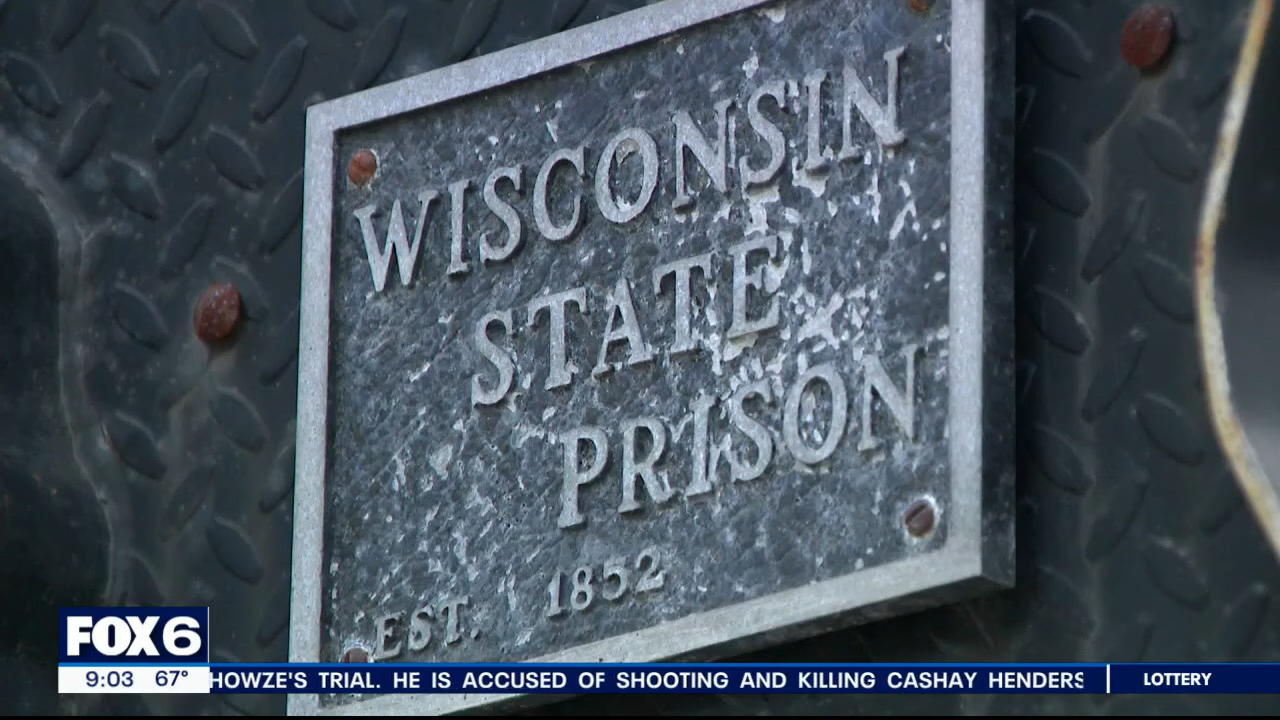 WISCONSIN
STATE
PRISON
EST. 1852
FOX6
9:03 67°
HOWZE'S TRIAL. HE IS ACCUSED OF SHOOTING AND KILLING CASHAY HENDERS
LOTTERY